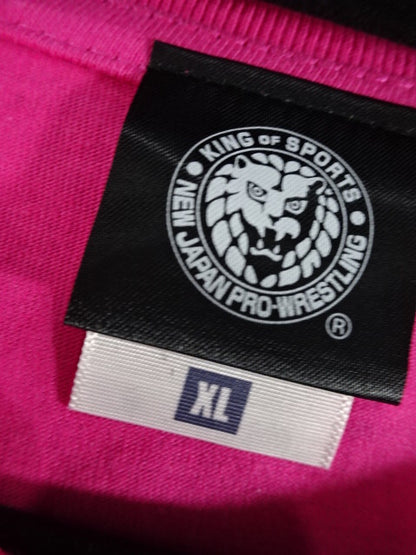 KING OF SPORTS
NEW JAPAN PRO-WRESTLING
®
XL